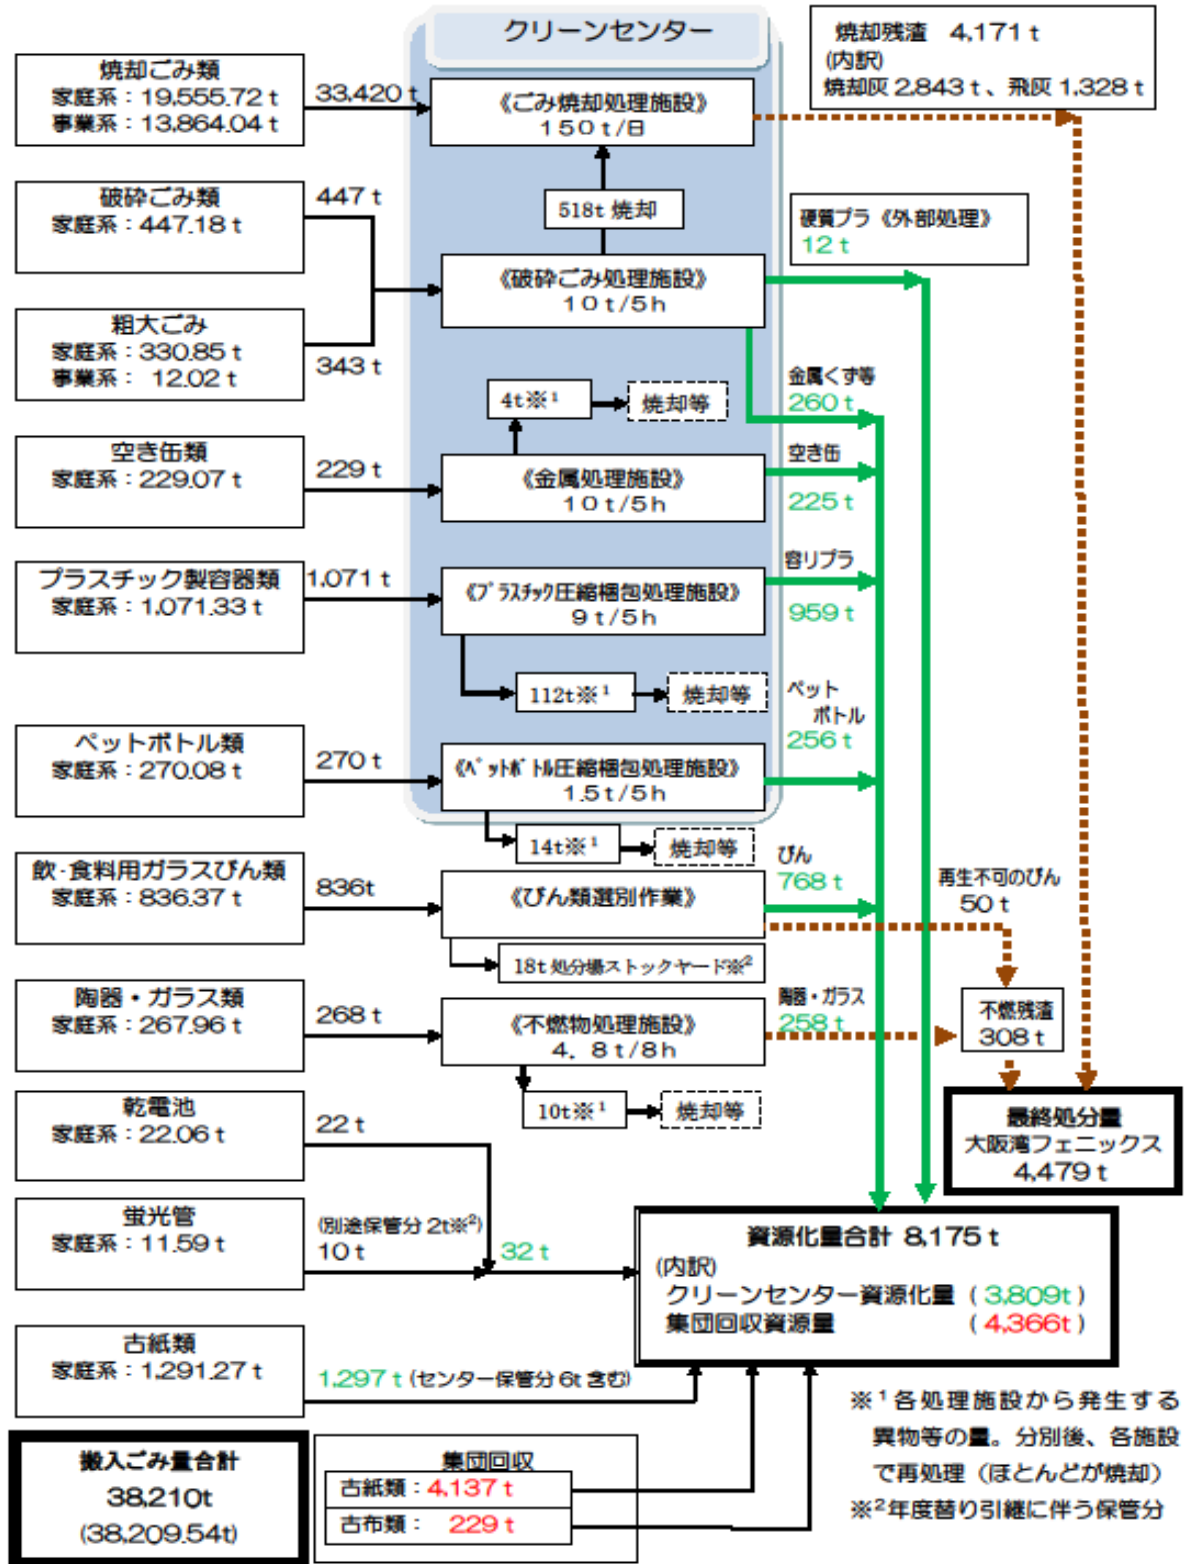 クリーンセンター
焼却残渣 4,171t
(内訳)
焼却灰 2,843t、飛灰 1,328t
焼却ごみ類
家庭系：19,555.72t
事業系：13,864.04t
33,420t
《ごみ焼却処理施設》
150t/日
518t 焼却
破砕ごみ類
家庭系：447.18t
447t
硬質プラ《外部処理》
12t
《破砕ごみ処理施設》
10t/5h
粗大ごみ
家庭系：330.85t
事業系： 12.02t
343t
金属くず等
260t
4t※1
焼却等
空き缶類
家庭系：229.07t
229t
《金属処理施設》
10t/5h
空き缶
225t
プラスチック製容器類
家庭系：1,071.33t
1,071t
《プラスチック圧縮梱包処理施設》
9t/5h
容リプラ
959t
112t※1
焼却等
ペット
ボトル
256t
ペットボトル類
家庭系：270.08t
270t
《ペットボトル圧縮梱包処理施設》
1.5t/5h
14t※1
焼却等
飲・食料用ガラスびん類
家庭系：836.37t
836t
《びん類選別作業》
びん
768t
再生不可のびん
50t
18t 処分場ストックヤード※2
陶器・ガラス類
家庭系：267.96t
268t
《不燃物処理施設》
4．8t/8h
陶器・ガラス
258t
不燃残渣
308t
10t※1
焼却等
乾電池
家庭系：22.06t
22t
最終処分量
大阪湾フェニックス
4,479t
蛍光管
家庭系：11.59t
(別途保管分 2t※2)
10t
32t
資源化量合計 8,175t
(内訳)
クリーンセンター資源化量 (3,809t)
集団回収資源量 (4,366t)
古紙類
家庭系：1,291.27t
1,297t (センター保管分6t含む)
搬入ごみ量合計
38,210t
(38,209.54t)
集団回収
古紙類：4,137t
古布類： 229t
※1各処理施設から発生する
異物等の量。分別後、各施設
で再処理（ほとんどが焼却）
※2年度替り引継に伴う保管分